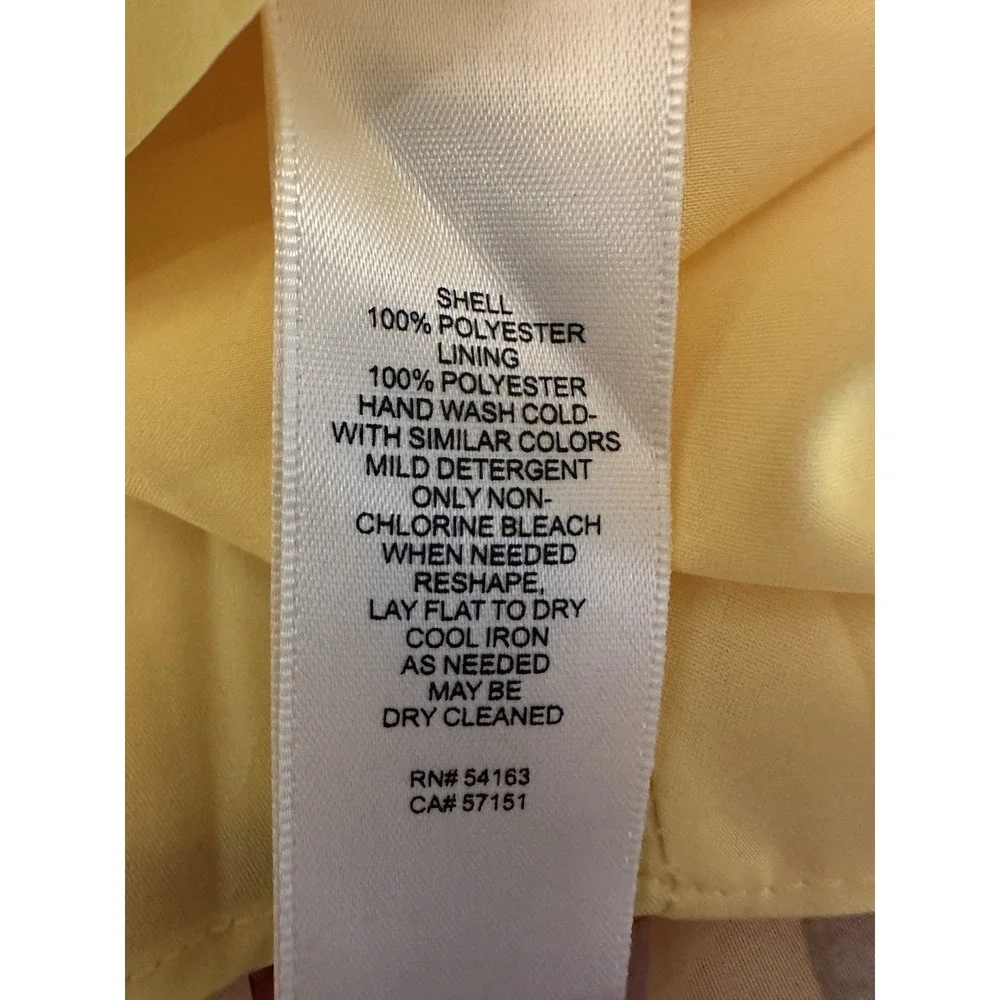 SHELL
100% POLYESTER
LINING
100% POLYESTER
HAND WASH COLD-
WITH SIMILAR COLORS
MILD DETERGENT
ONLY NON-
CHLORINE BLEACH
WHEN NEEDED
RESHAPE,
LAY FLAT TO DRY
COOL IRON
AS NEEDED
MAY BE
DRY CLEANED
RN# 54163
CA# 57151